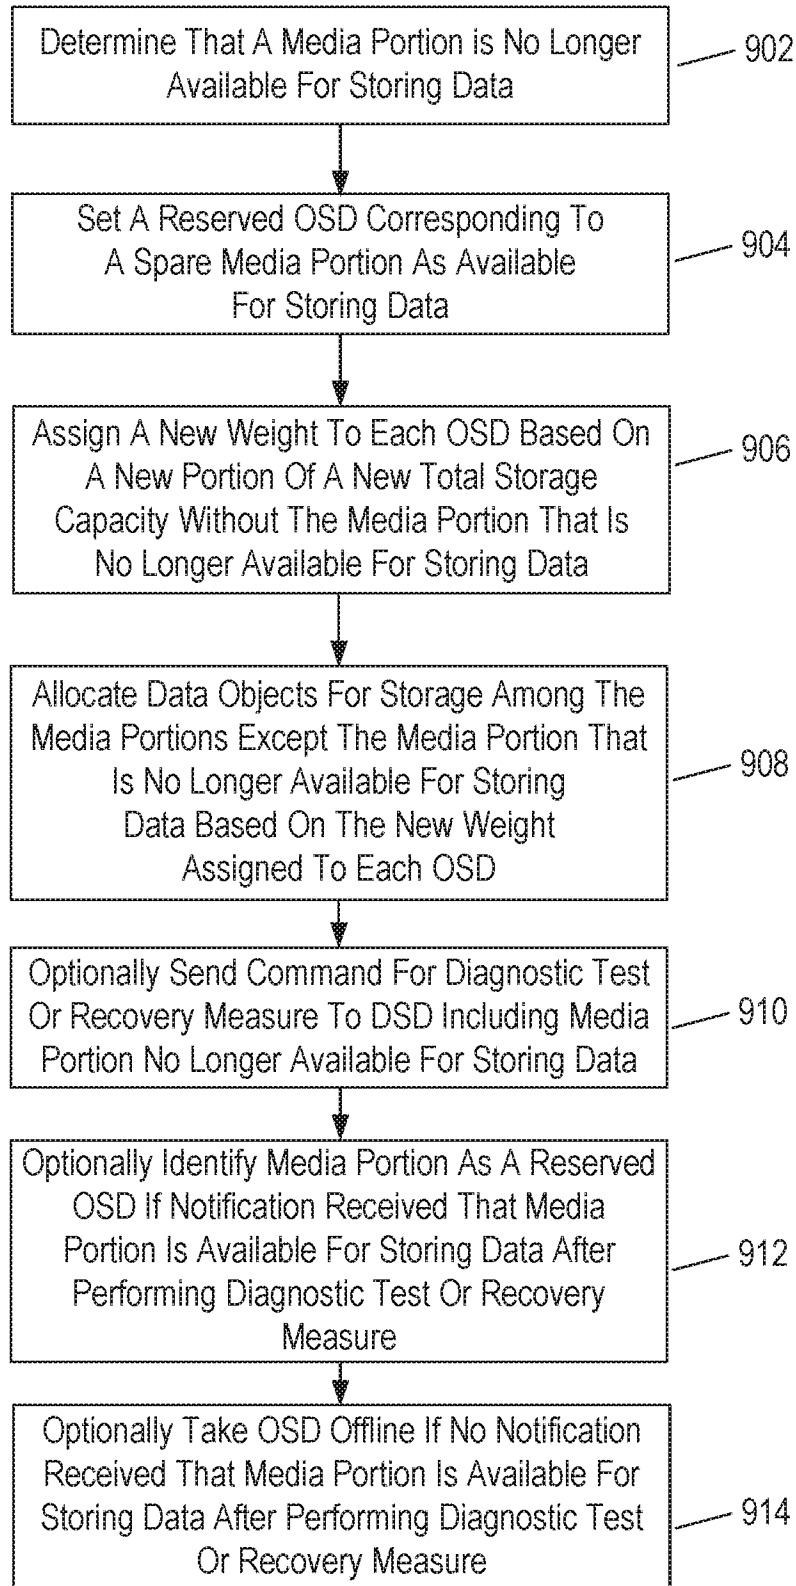 Determine That A Media Portion is No Longer
Available For Storing Data
902
Set A Reserved OSD Corresponding To
A Spare Media Portion As Available
For Storing Data
904
Assign A New Weight To Each OSD Based On
A New Portion Of A New Total Storage
Capacity Without The Media Portion That Is
No Longer Available For Storing Data
906
Allocate Data Objects For Storage Among The
Media Portions Except The Media Portion That
Is No Longer Available For Storing
Data Based On The New Weight
Assigned To Each OSD
908
Optionally Send Command For Diagnostic Test
Or Recovery Measure To DSD Including Media
Portion No Longer Available For Storing Data
910
Optionally Identify Media Portion As A Reserved
OSD If Notification Received That Media
Portion Is Available For Storing Data After
Performing Diagnostic Test Or Recovery
Measure
912
Optionally Take OSD Offline If No Notification
Received That Media Portion Is Available For
Storing Data After Performing Diagnostic Test
Or Recovery Measure
914